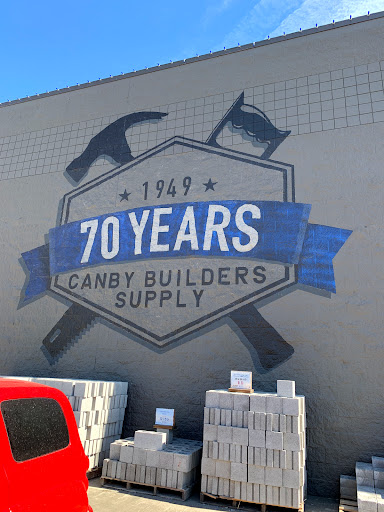 ★ 1949 ★
70 YEARS
CANBY BUILDERS
SUPPLY